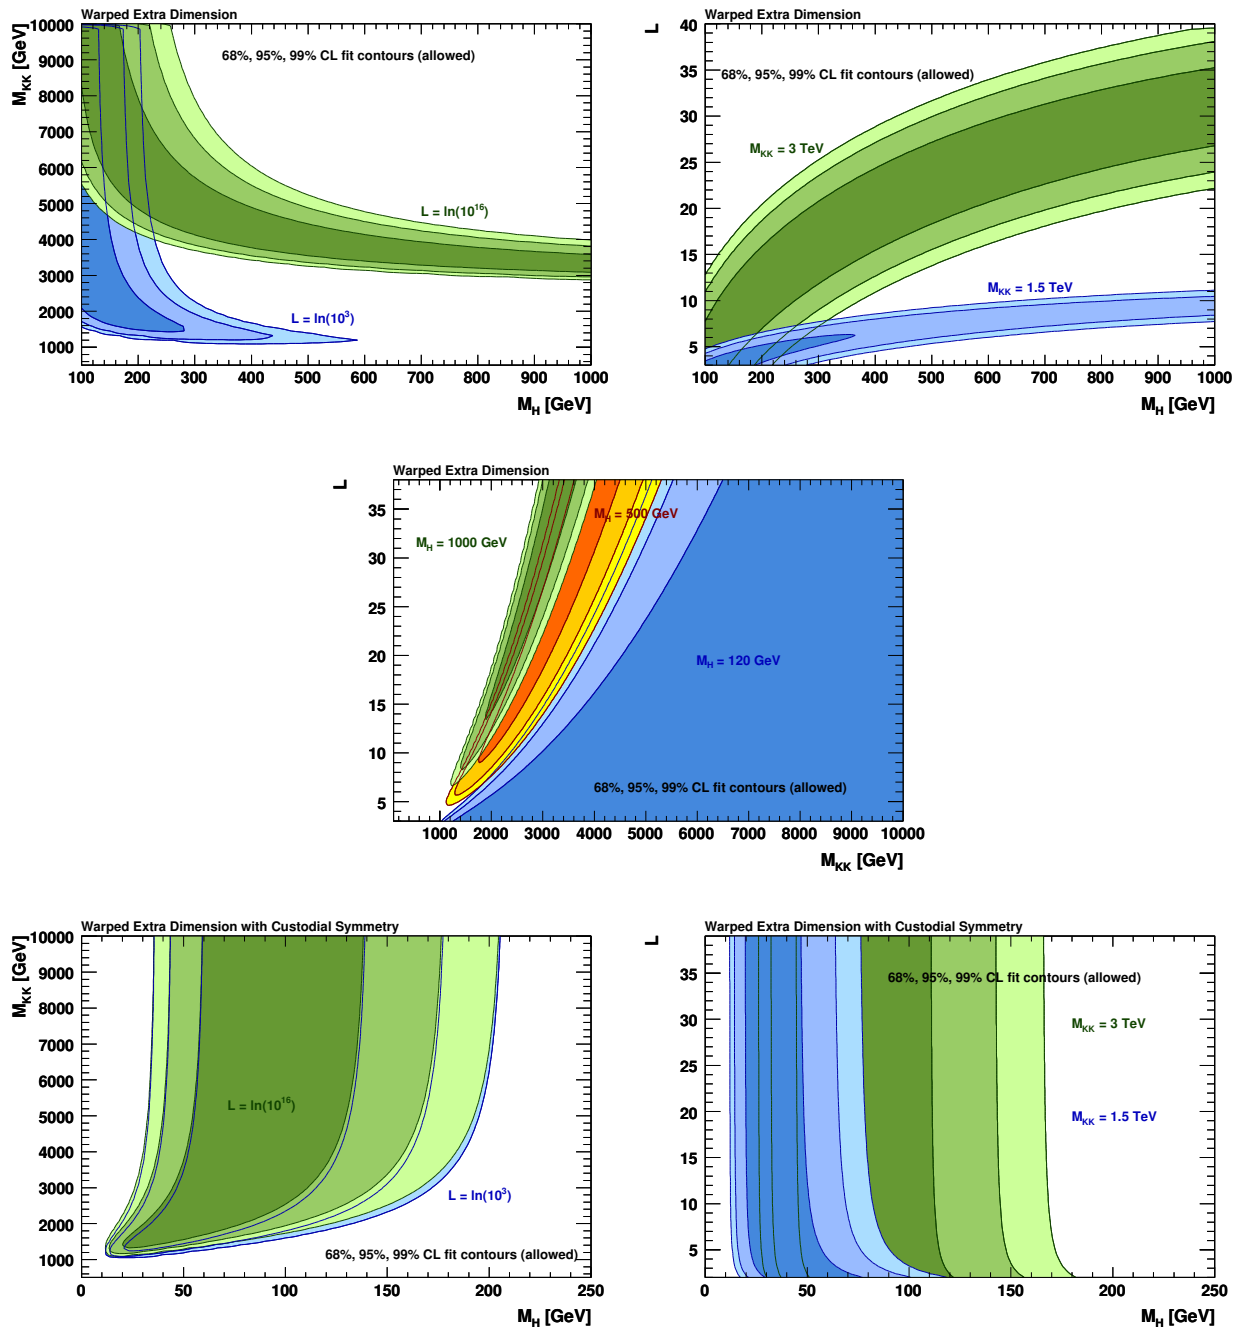 Warped Extra Dimension
M_KK [GeV]
10000
9000
8000
7000
6000
5000
4000
3000
2000
1000
68%, 95%, 99% CL fit contours (allowed)
L = ln(10^16)
L = ln(10^3)
100 200 300 400 500 600 700 800 900 1000
M_H [GeV]
Warped Extra Dimension
L
40
35
30
25
20
15
10
5
68%, 95%, 99% CL fit contours (allowed)
M_KK = 3 TeV
M_KK = 1.5 TeV
100 200 300 400 500 600 700 800 900 1000
M_H [GeV]
Warped Extra Dimension
L
35
30
25
20
15
10
5
M_H = 500 GeV
M_H = 1000 GeV
M_H = 120 GeV
68%, 95%, 99% CL fit contours (allowed)
1000 2000 3000 4000 5000 6000 7000 8000 9000 10000
M_KK [GeV]
Warped Extra Dimension with Custodial Symmetry
M_KK [GeV]
10000
9000
8000
7000
6000
5000
4000
3000
2000
1000
L = ln(10^16)
L = ln(10^3)
68%, 95%, 99% CL fit contours (allowed)
0 50 100 150 200 250
M_H [GeV]
Warped Extra Dimension with Custodial Symmetry
L
35
30
25
20
15
10
5
68%, 95%, 99% CL fit contours (allowed)
M_KK = 3 TeV
M_KK = 1.5 TeV
0 50 100 150 200 250
M_H [GeV]